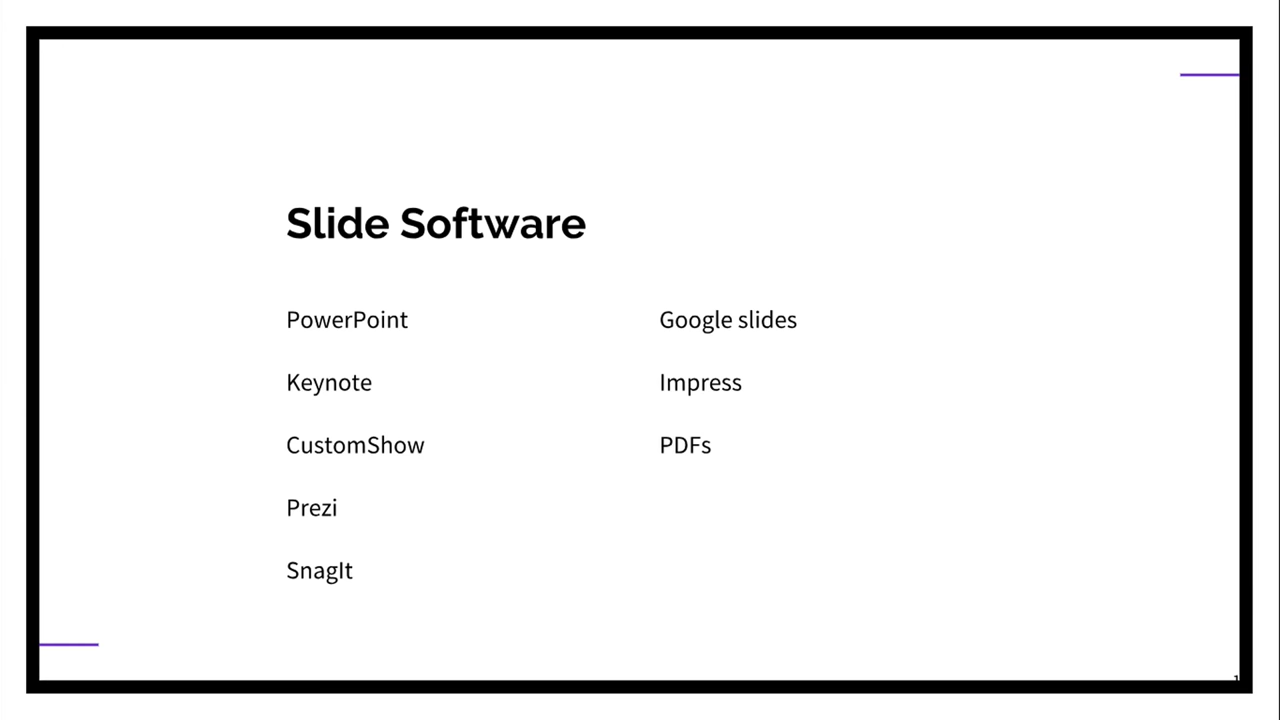 Slide Software
PowerPoint
Keynote
CustomShow
Prezi
SnagIt
Google slides
Impress
PDFs